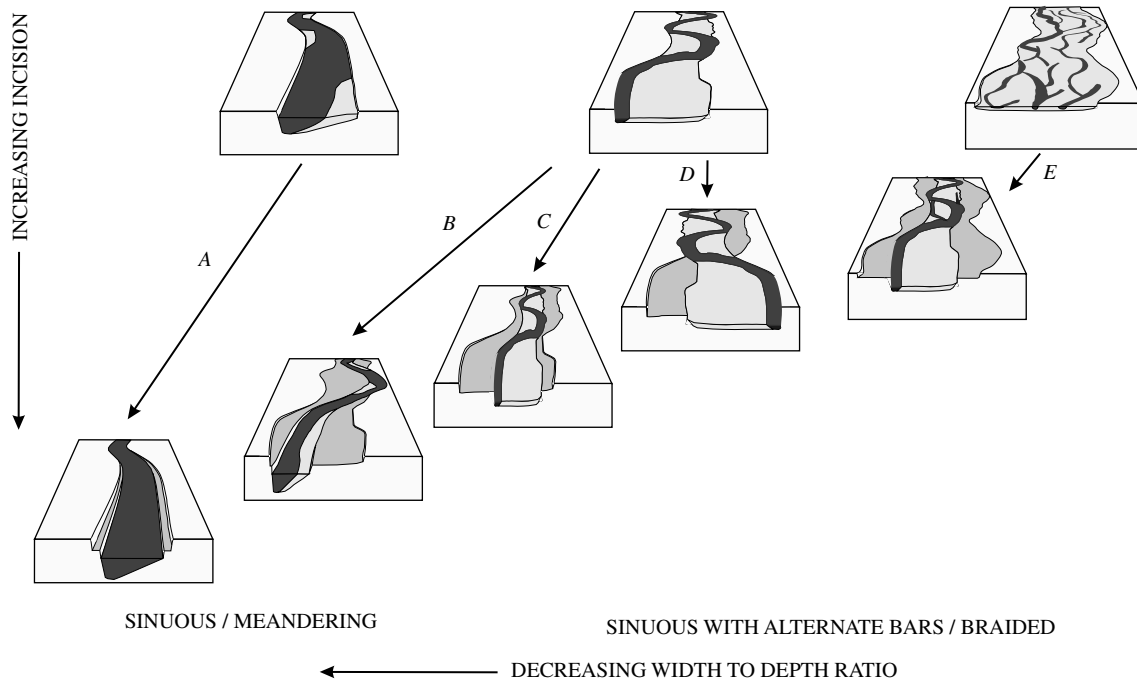 INCREASING INCISION
A
B
C
D
E
SINUOUS / MEANDERING
SINUOUS WITH ALTERNATE BARS / BRAIDED
DECREASING WIDTH TO DEPTH RATIO